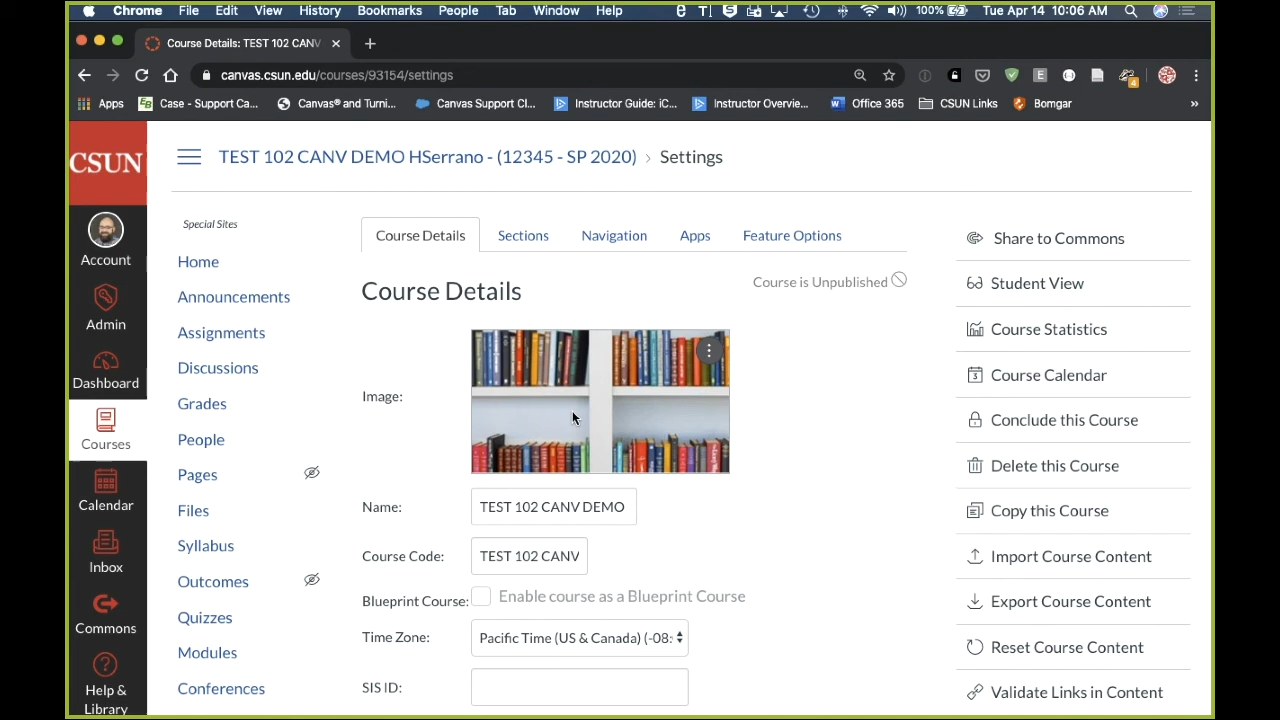 Chrome File Edit View History Bookmarks People Tab Window Help 100% Tue Apr 14 10:06 AM
Course Details: TEST 102 CANV
canvas.csun.edu/courses/93154/settings
Apps Case - Support Ca... Canvas® and Turni... Canvas Support Cl... Instructor Guide: iC... Instructor Overvie... Office 365 CSUN Links Bomgar »
CSUN
Account
Admin
Dashboard
Courses
Calendar
Inbox
Commons
Help &
Library
TEST 102 CANV DEMO HSerrano - (12345 - SP 2020) › Settings
Special Sites
Home
Announcements
Assignments
Discussions
Grades
People
Pages
Files
Syllabus
Outcomes
Quizzes
Modules
Conferences
Course Details Sections Navigation Apps Feature Options
Course is Unpublished
Course Details
Image:
Name: TEST 102 CANV DEMO
Course Code: TEST 102 CANV
Blueprint Course: Enable course as a Blueprint Course
Time Zone: Pacific Time (US & Canada) (-08:
SIS ID:
Share to Commons
Student View
Course Statistics
Course Calendar
Conclude this Course
Delete this Course
Copy this Course
Import Course Content
Export Course Content
Reset Course Content
Validate Links in Content